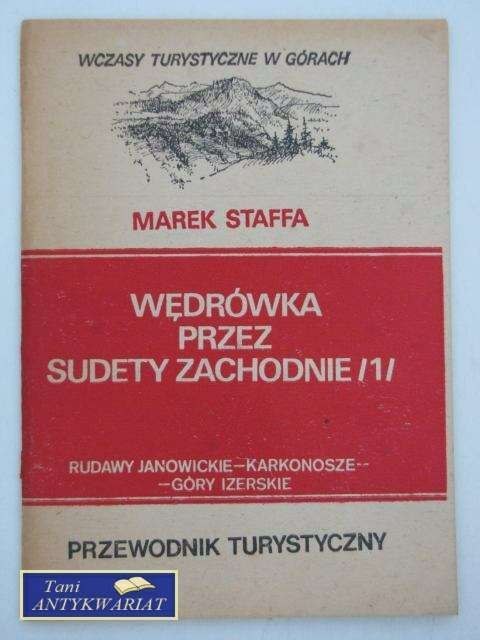 WCZASY TURYSTYCZNE W GÓRACH
MAREK STAFFA
WĘDRÓWKA
PRZEZ
SUDETY ZACHODNIE /1/
RUDAWY JANOWICKIE—KARKONOSZE--
—GÓRY IZERSKIE
PRZEWODNIK TURYSTYCZNY
Tani
ANTYKWARIAT